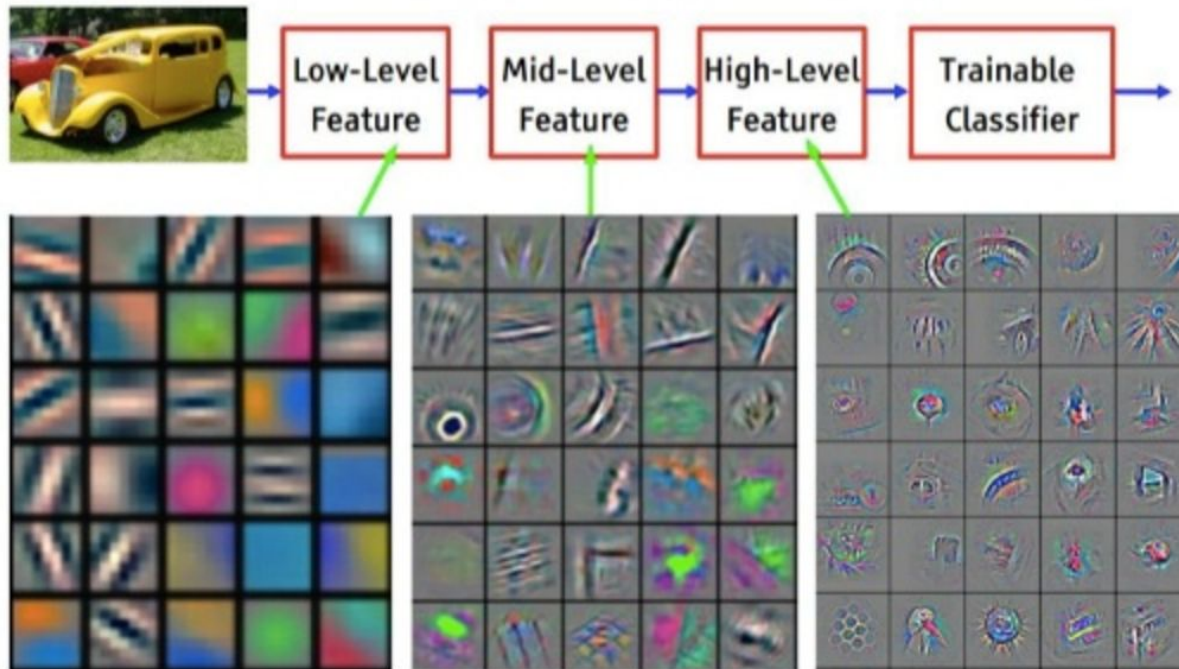 Low-Level
Feature
Mid-Level
Feature
High-Level
Feature
Trainable
Classifier